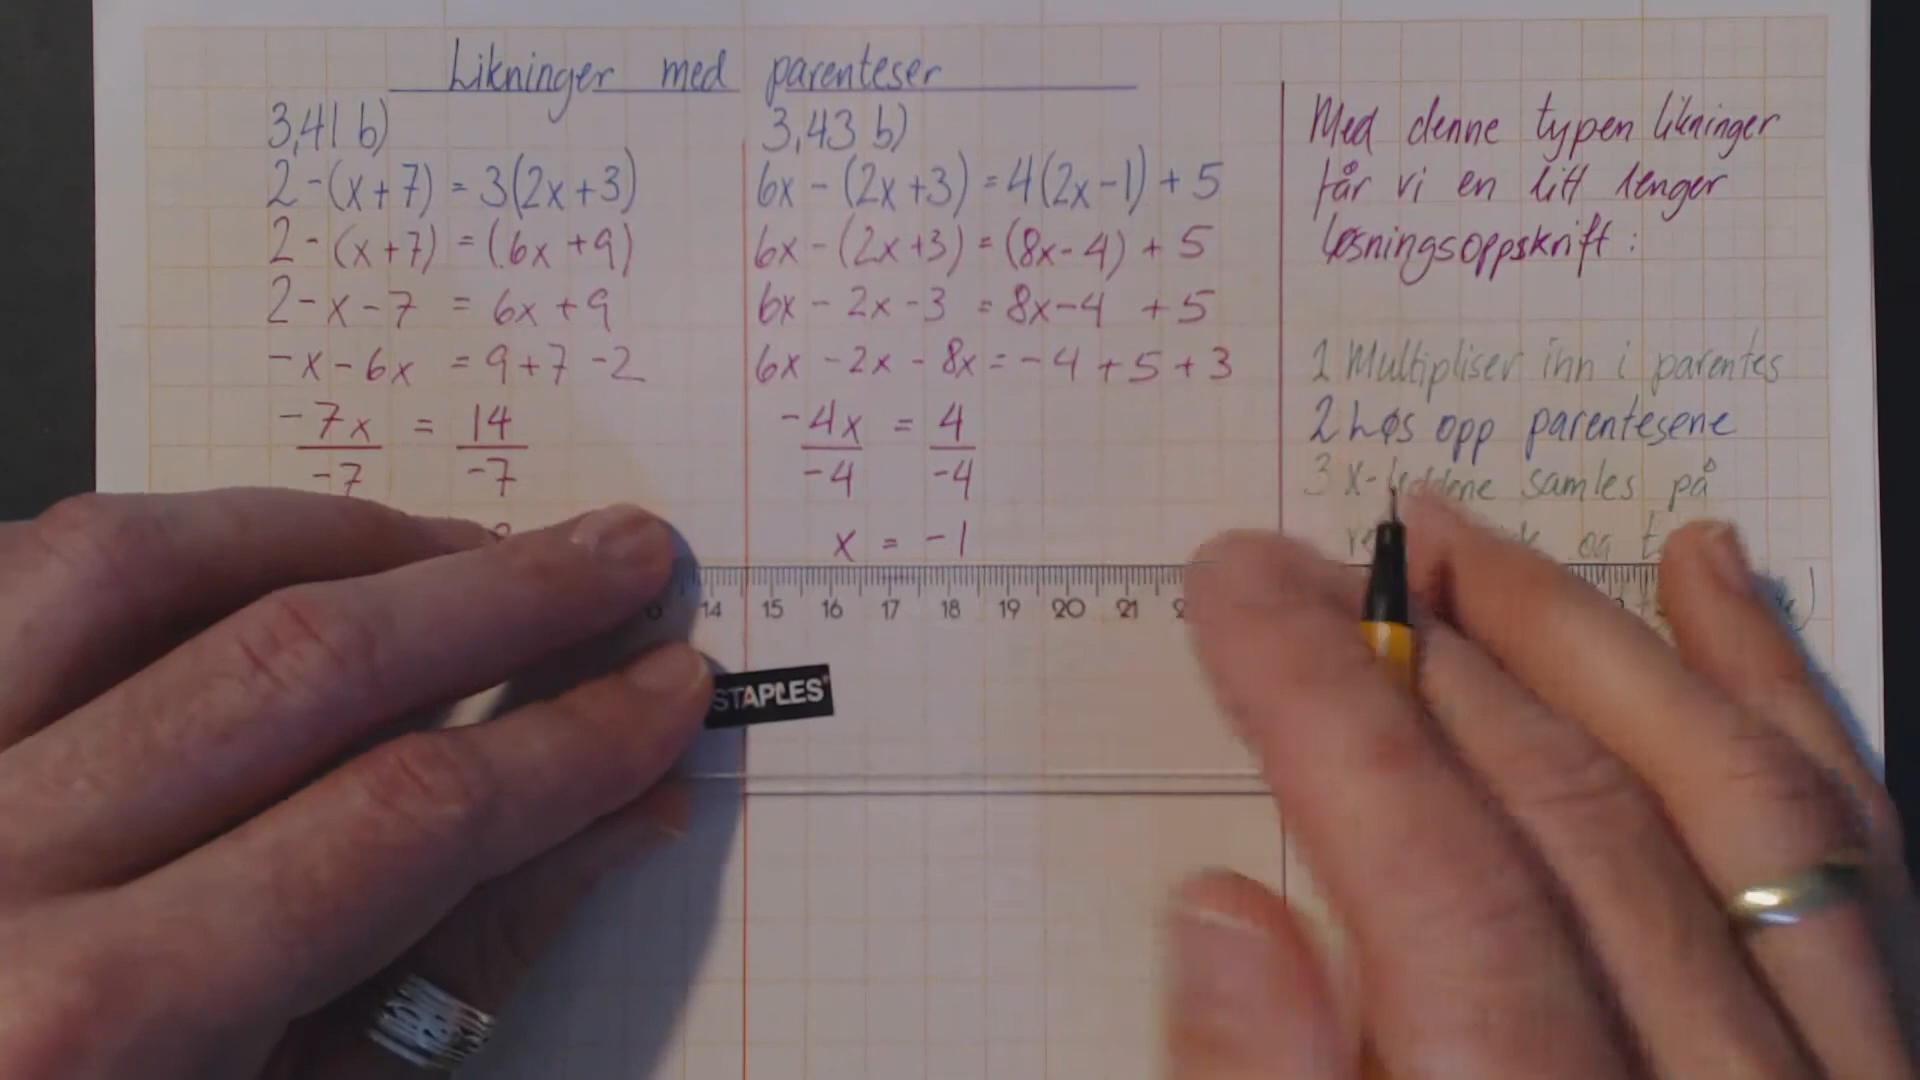 Likninger med parenteser
3,41 b)
2 - (x + 7) = 3(2x + 3)
2 - (x + 7) = (6x + 9)
2 - x - 7 = 6x + 9
- x - 6x = 9 + 7 - 2
-7x = 14
-7 -7
3,43 b)
6x - (2x + 3) = 4(2x - 1) + 5
6x - (2x + 3) = (8x - 4) + 5
6x - 2x - 3 = 8x - 4 + 5
6x - 2x - 8x = -4 + 5 + 3
-4x = 4
-4 -4
x = -1
Med denne typen likninger
får vi en litt lenger
løsningsoppskrift :
1 Multipliser inn i parentes
2 Løs opp parentesene
3 x-leddene samles på
og
14 15 16 17 18 19 20 21
STAPLES